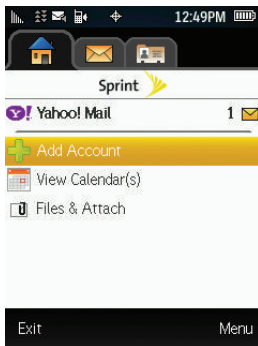 12:49PM
Sprint
Y! Yahoo! Mail 1
Add Account
View Calendar(s)
Files & Attach
Exit Menu